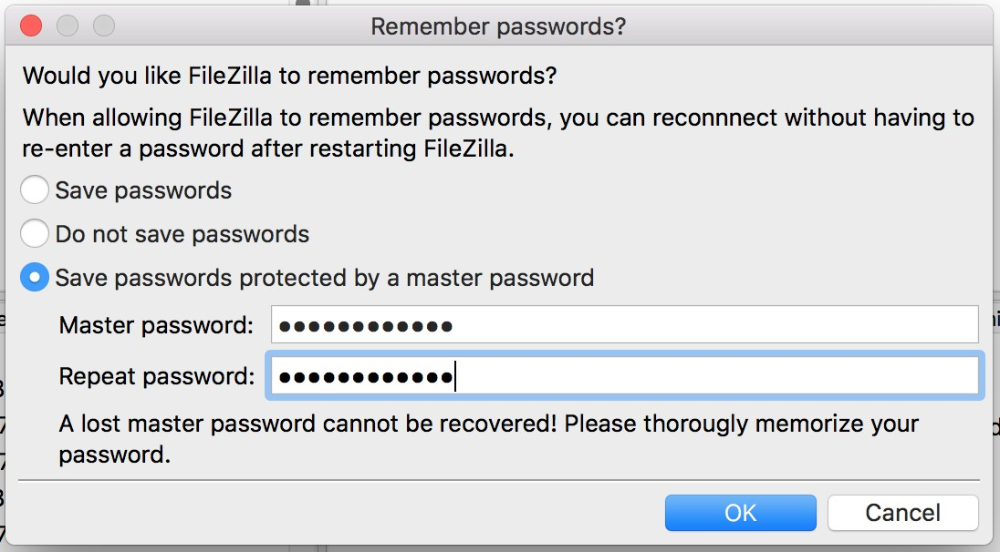 Remember passwords?
Would you like FileZilla to remember passwords?
When allowing FileZilla to remember passwords, you can reconnnect without having to
re-enter a password after restarting FileZilla.
Save passwords
Do not save passwords
Save passwords protected by a master password
Master password: ●●●●●●●●●●●●
Repeat password: ●●●●●●●●●●●●
A lost master password cannot be recovered! Please thorougly memorize your
password.
OK Cancel